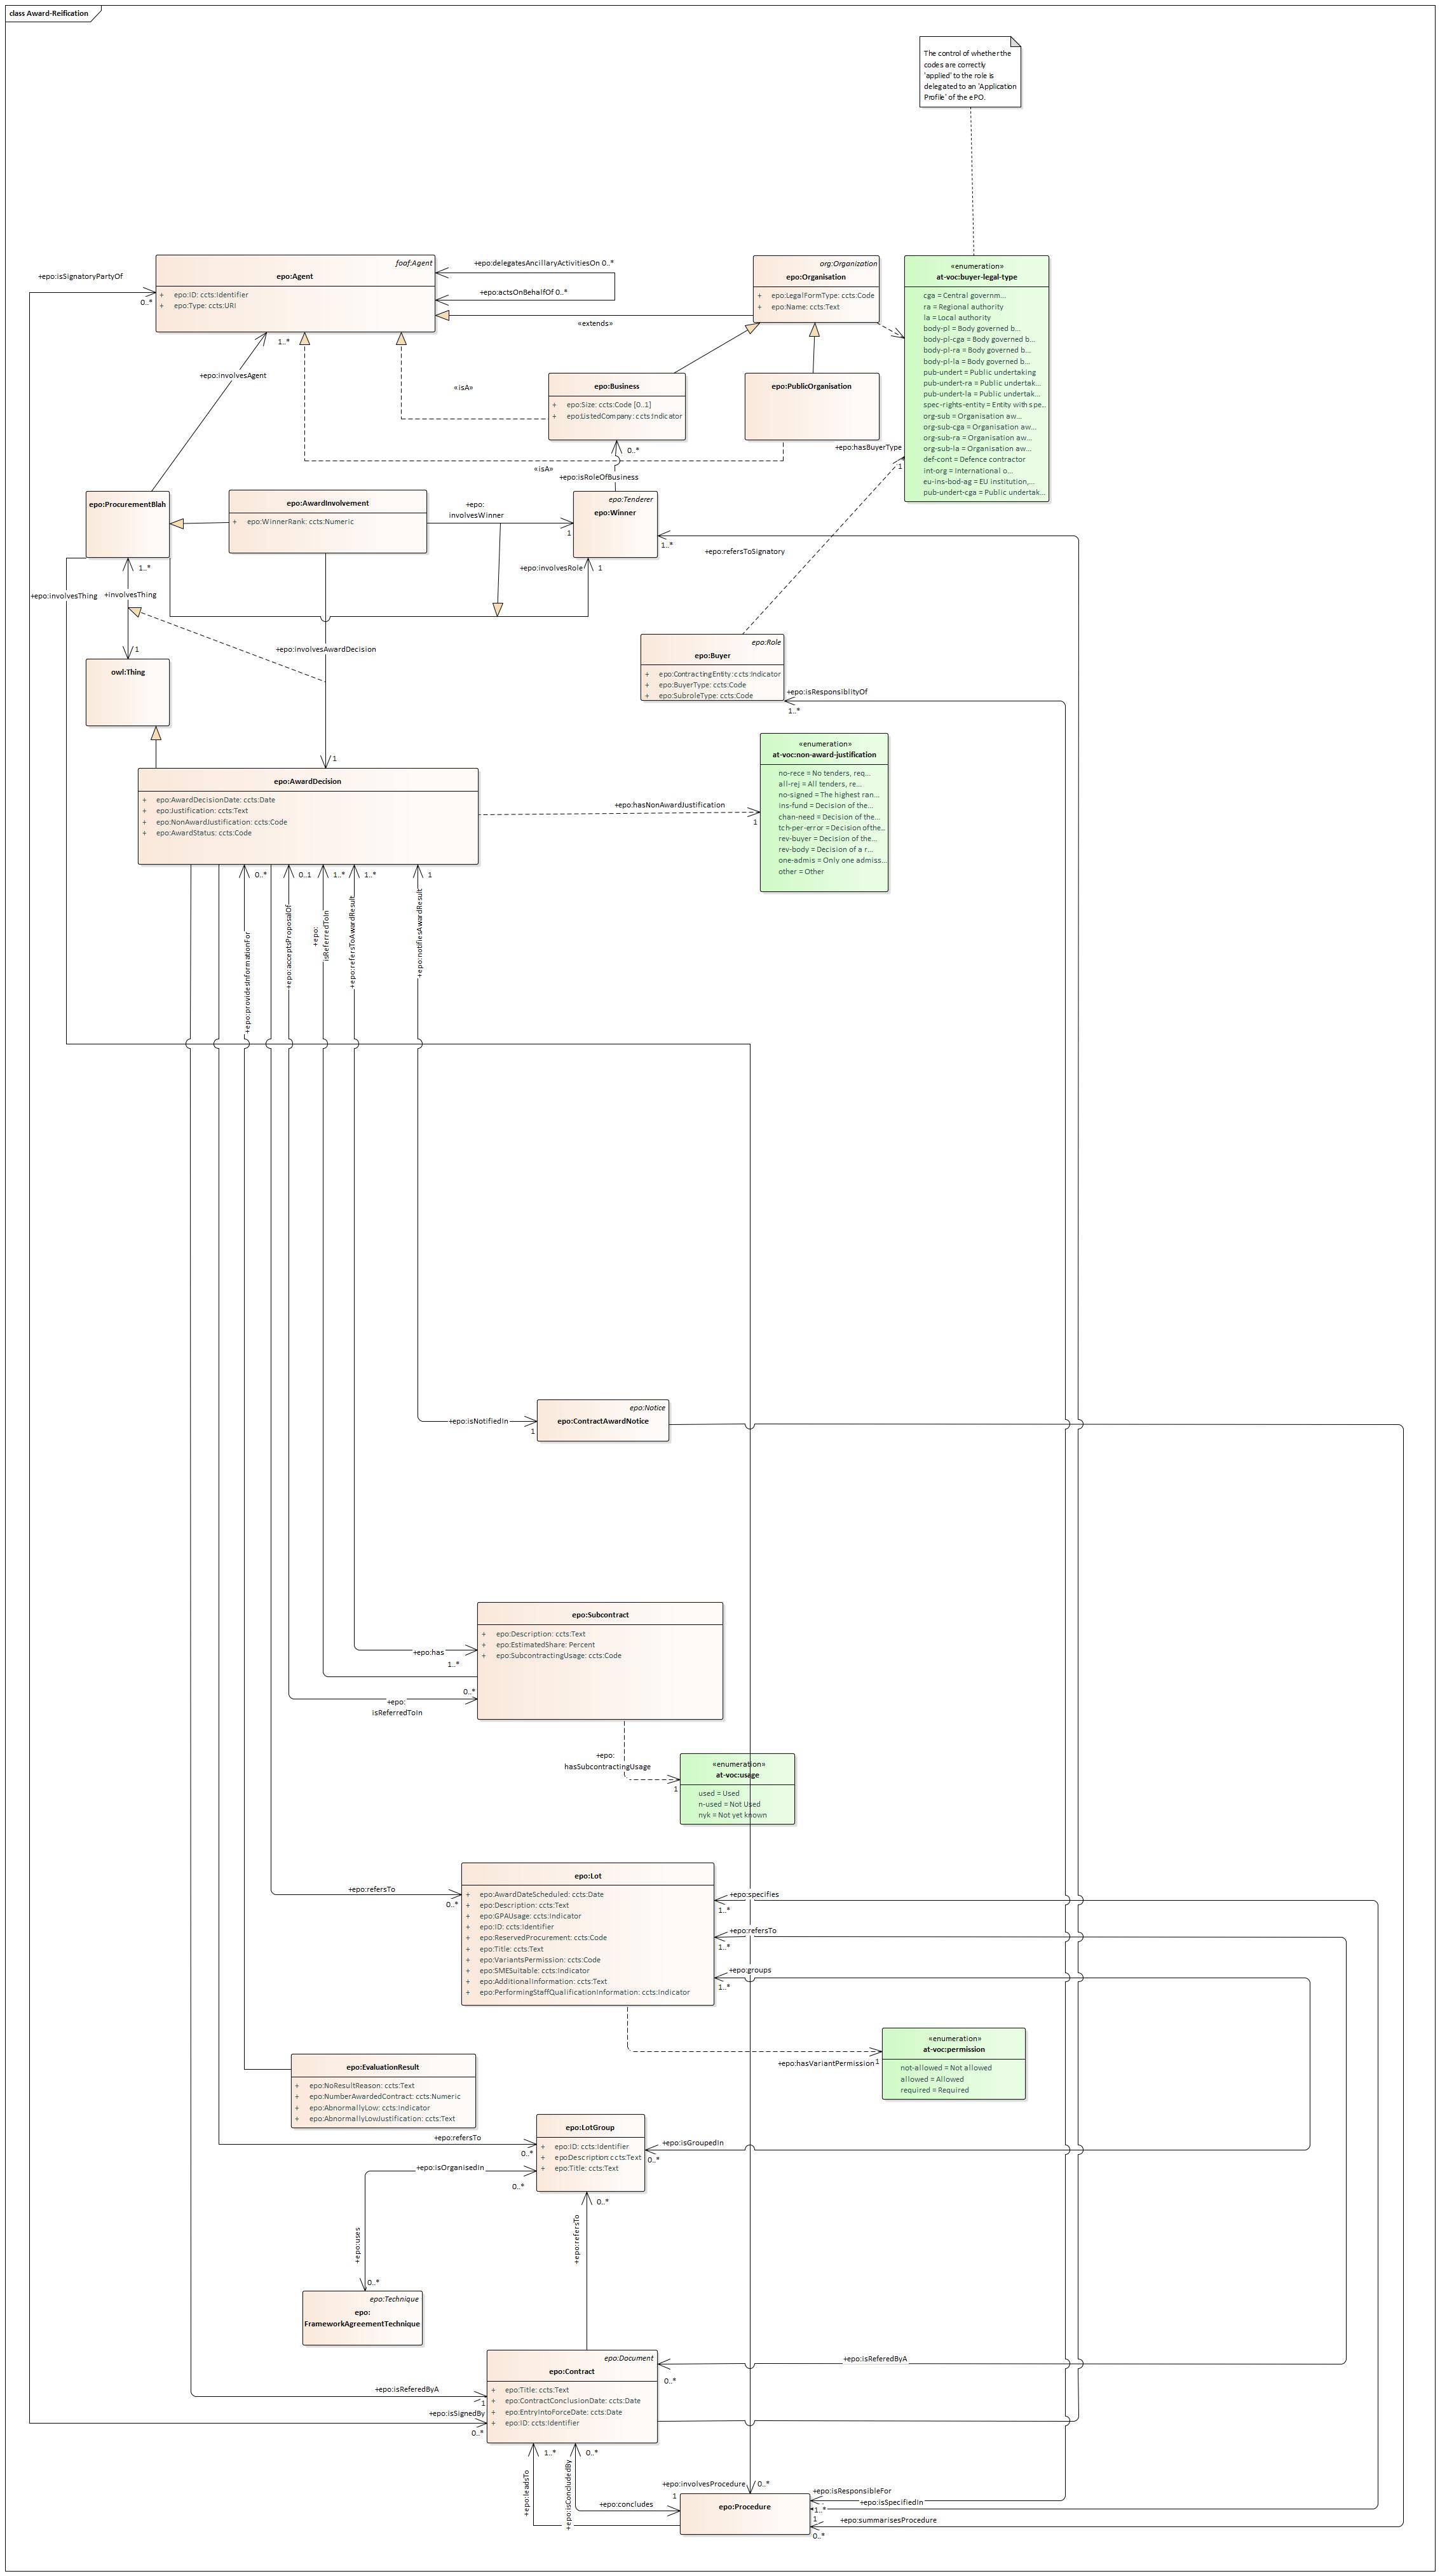 class Award-Reification
The control of whether the
codes are correctly
'applied' to the role is
delegated to an 'Application
Profile' of the ePO.
foaf:Agent
epo:Agent
+ epo:ID: ccts:Identifier
+ epo:Type: ccts:URI
+epo:isSignatoryPartyOf
0..*
+epo:delegatesAncillaryActivitiesOn 0..*
+epo:actsOnBehalfOf 0..*
«extends»
org:Organization
epo:Organisation
+ epo:LegalFormType: ccts:Code
+ epo:Name: ccts:Text
«enumeration»
at-voc:buyer-legal-type
cga = Central governm...
ra = Regional authority
la = Local authority
body-pl = Body governed b...
body-pl-cga = Body governed b...
body-pl-ra = Body governed b...
body-pl-la = Body governed b...
pub-undert = Public undertaking
pub-undert-ra = Public undertak...
pub-undert-la = Public undertak...
spec-rights-entity = Entity with spe...
org-sub = Organisation aw...
org-sub-cga = Organisation aw...
org-sub-ra = Organisation aw...
org-sub-la = Organisation aw...
def-cont = Defence contractor
int-org = International o...
eu-ins-bod-ag = EU institution,...
pub-undert-cga = Public undertak...
1..*
+epo:involvesAgent
«isA»
epo:Business
+ epo:Size: ccts:Code [0..1]
+ epo:ListedCompany: ccts:Indicator
epo:PublicOrganisation
+epo:hasBuyerType
1
0..*
«isA»
+epo:isRoleOfBusiness
epo:ProcurementBlah
epo:AwardInvolvement
+ WinnerRank: ccts:Numeric
+epo:
involvesWinner
1
epo:Tenderer
epo:Winner
1..*
+epo:refersToSignatory
+epo:involvesRole
1
1..*
+epo:involvesThing
+involvesThing
1
owl:Thing
+epo:involvesAwardDecision
1
epo:Role
epo:Buyer
+ epo:ContractingEntity: ccts:Indicator
+ epo:BuyerType: ccts:Code
+ epo:SubroleType: ccts:Code
+epo:isResponsiblityOf
1..*
epo:AwardDecision
+ epo:AwardDecisionDate: ccts:Date
+ epo:Justification: ccts:Text
+ epo:NonAwardJustification: ccts:Code
+ epo:AwardStatus: ccts:Code
+epo:hasNonAwardJustification
1
«enumeration»
at-voc:non-award-justification
no-rece = No tenders, req...
all-rej = All tenders, re...
no-signed = The highest ran...
ins-fund = Decision of the...
chan-need = Decision of the...
tch-per-error = Decision of the...
rev-buyer = Decision of the...
rev-body = Decision of a r...
one-admis = Only one admiss...
other = Other
0..*
0..1
1..*
1..*
1
+epo:providesInformationFor
+epo:acceptsProposalOf
+epo:
isReferredToIn
+epo:refersToAwardResult
+epo:notifiesAwardResult
+epo:isNotifiedIn
1
epo:Notice
epo:ContractAwardNotice
epo:Subcontract
+ epo:Description: ccts:Text
+ epo:EstimatedShare: Percent
+ epo:SubcontractingUsage: ccts:Code
+epo:has
1..*
0..*
+epo:
isReferredToIn
+epo:
hasSubcontractingUsage
1
«enumeration»
at-voc:usage
used = Used
n-used = Not Used
nyk = Not yet known
epo:Lot
+ epo:AwardDateScheduled: ccts:Date
+ epo:Description: ccts:Text
+ epo:GPAUsage: ccts:Indicator
+ epo:ID: ccts:Identifier
+ epo:ReservedProcurement: ccts:Code
+ epo:Title: ccts:Text
+ epo:VariantsPermission: ccts:Code
+ epo:SMESuitable: ccts:Indicator
+ epo:AdditionalInformation: ccts:Text
+ epo:PerformingStaffQualificationInformation: ccts:Indicator
+epo:refersTo
0..*
+epo:specifies
1..*
+epo:refersTo
1..*
+epo:groups
1..*
+epo:hasVariantPermission
1
«enumeration»
at-voc:permission
not-allowed = Not allowed
allowed = Allowed
required = Required
epo:EvaluationResult
+ epo:NoResultReason: ccts:Text
+ epo:NumberAwardedContract: ccts:Numeric
+ epo:AbnormallyLow: ccts:Indicator
+ epo:AbnormallyLowJustification: ccts:Text
+epo:refersTo
0..*
epo:LotGroup
+ epo:ID: ccts:Identifier
+ epoDescription:ccts:Text
+ epo:Title: ccts:Text
+epo:isGroupedIn
0..*
+epo:isOrganisedIn
0..*
0..*
+epo:uses
+epo:refersTo
0..*
epo:Technique
epo:
FrameworkAgreementTechnique
epo:Document
epo:Contract
+ epo:Title: ccts:Text
+ epo:ContractConclusionDate: ccts:Date
+ epo:EntryIntoForceDate: ccts:Date
+ epo:ID: ccts:Identifier
+epo:isReferedByA
0..*
+epo:isReferedByA
1
+epo:isSignedBy
0..*
1..*
0..*
+epo:leadsTo
+epo:isConcludedBy
+epo:concludes
+epo:involvesProcedure
0..*
1
epo:Procedure
+epo:isResponsibleFor
+epo:isSpecifiedIn
1..*
1
+epo:summarisesProcedure
0..*